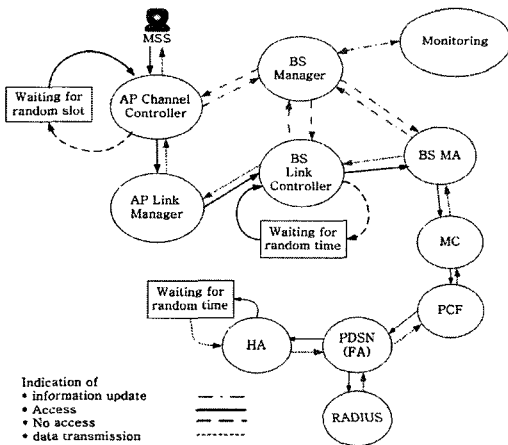 MSS
BS
Manager
Monitoring
Waiting for
random slot
AP Channel
Controller
BS
Link
Controller
BS MA
AP Link
Manager
Waiting for
random time
MC
Waiting for
random time
PCF
HA
PDSN
(FA)
RADIUS
Indication of
• information update
• Access
• No access
• data transmission